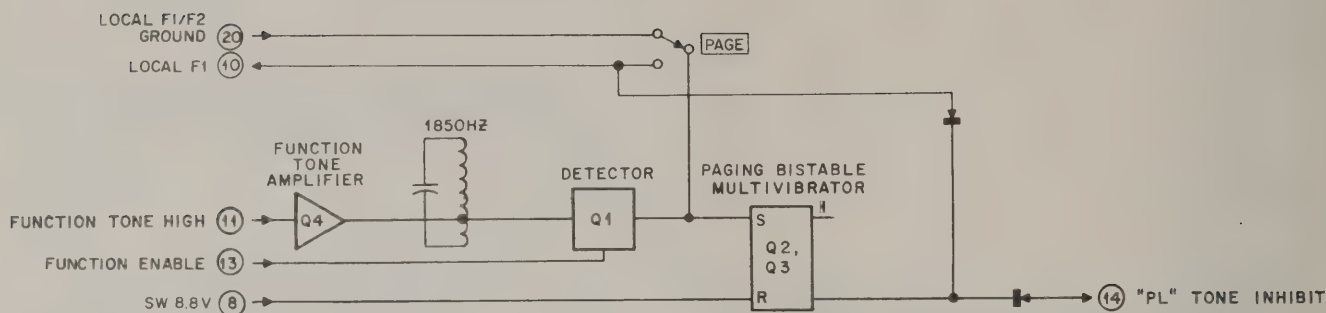 LOCAL F1/F2
GROUND 20
PAGE
LOCAL F1 10
1850HZ
FUNCTION
TONE
AMPLIFIER
DETECTOR
PAGING BISTABLE
MULTIVIBRATOR
FUNCTION TONE HIGH 11
Q4
Q1
S
H
Q2,
Q3
FUNCTION ENABLE 13
SW 8.8V 8
R
14 "PL" TONE INHIBIT